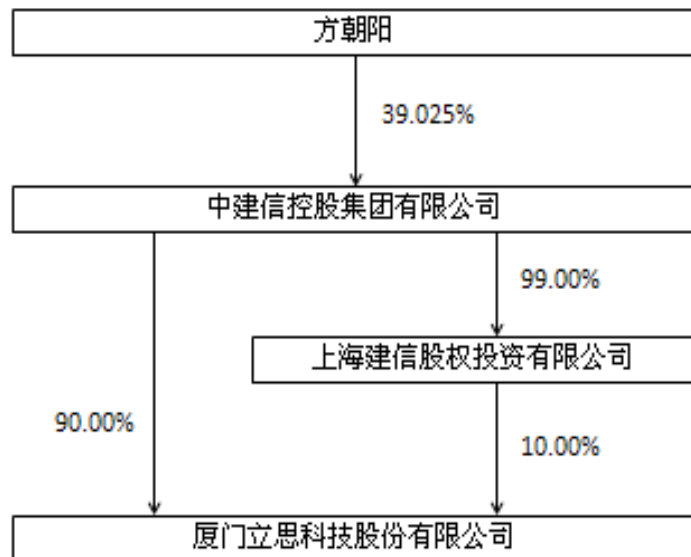 方朝阳
39.025%
中建信控股集团有限公司
99.00%
上海建信股权投资有限公司
90.00%
10.00%
厦门立思科技股份有限公司